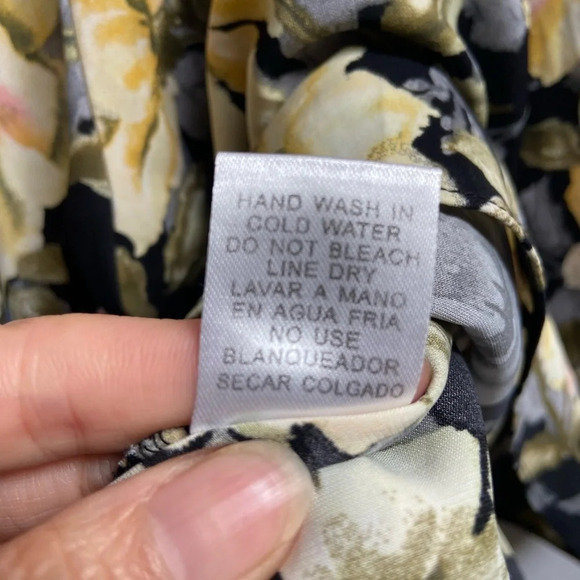 HAND WASH IN
COLD WATER
DO NOT BLEACH
LINE DRY
LAVAR A MANO
EN AGUA FRIA
NO USE
BLANQUEADOR
SECAR COLGADO